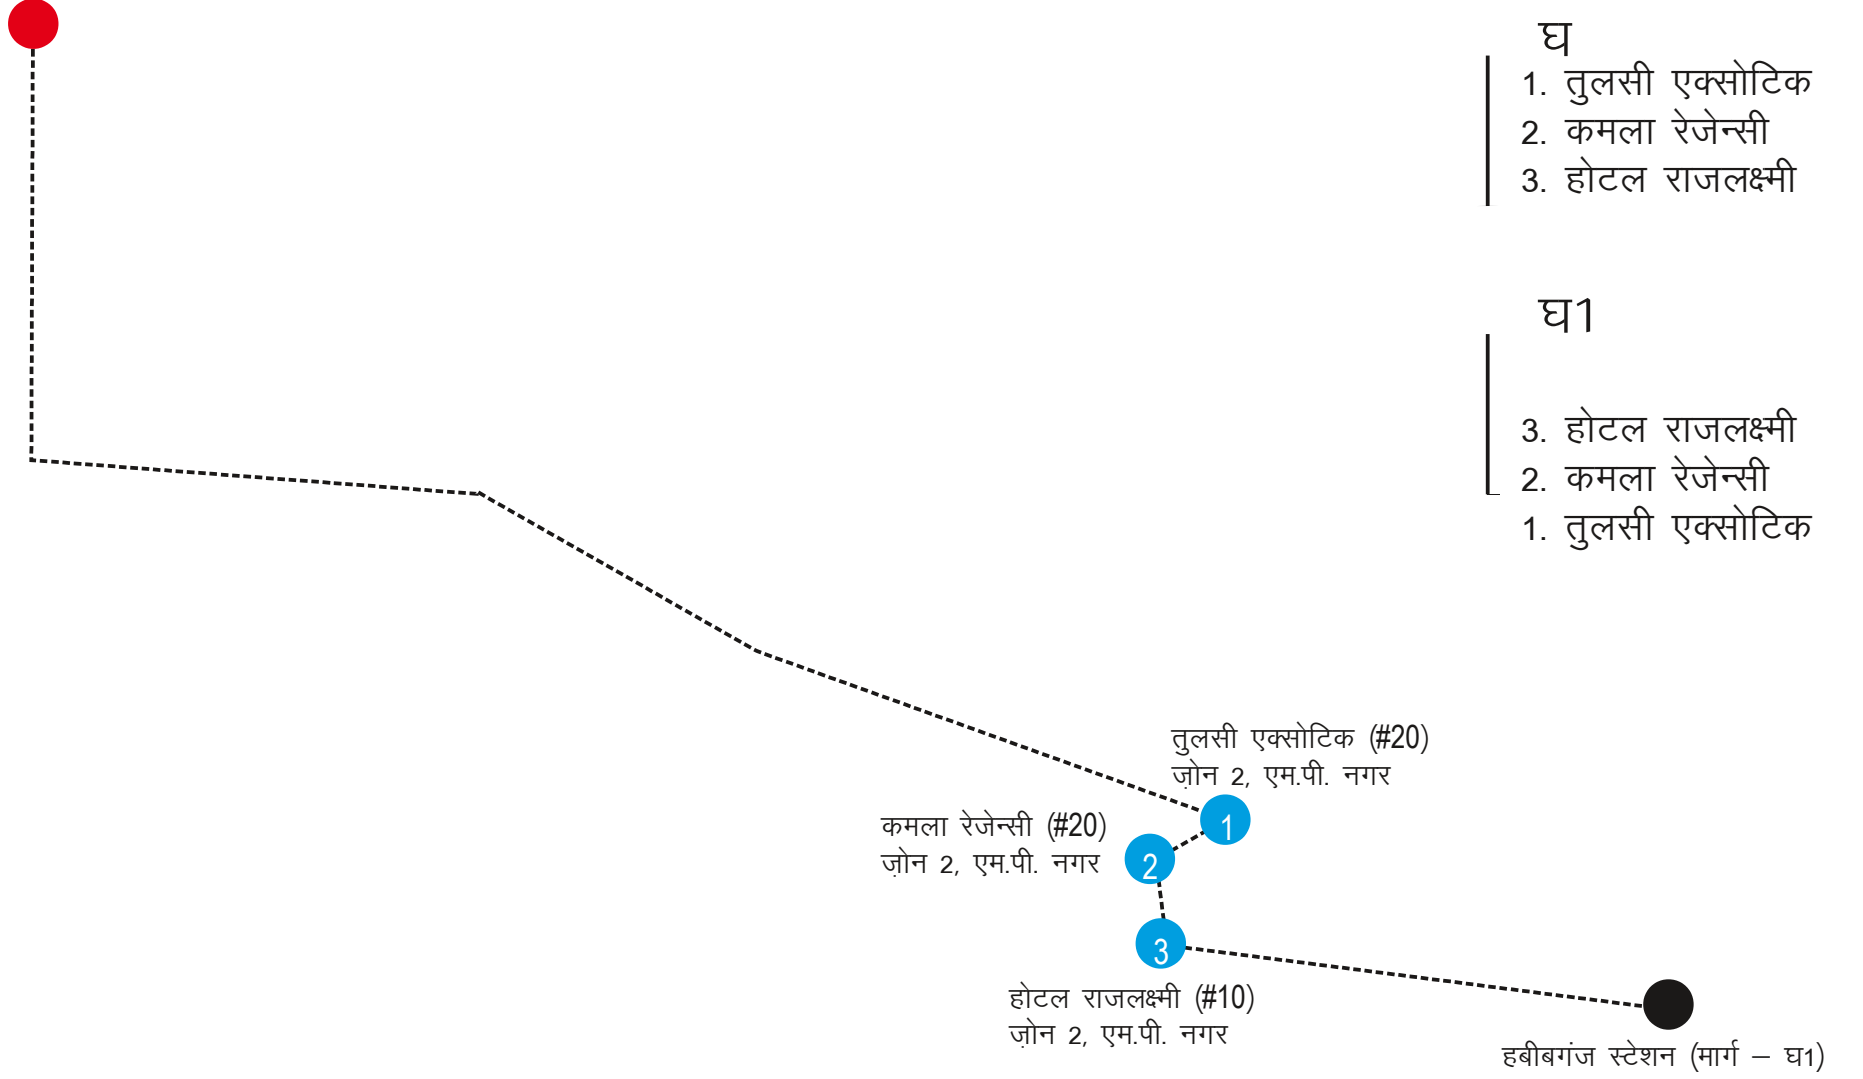 घ
1. तुलसी एक्सोटिक
2. कमला रेजेन्सी
3. होटल राजलक्ष्मी
घ1
3. होटल राजलक्ष्मी
2. कमला रेजेन्सी
1. तुलसी एक्सोटिक
तुलसी एक्सोटिक (#20)
ज़ोन 2, एम.पी. नगर
1
कमला रेजेन्सी (#20)
ज़ोन 2, एम.पी. नगर
2
3
होटल राजलक्ष्मी (#10)
ज़ोन 2, एम.पी. नगर
हबीबगंज स्टेशन (मार्ग – घ1)